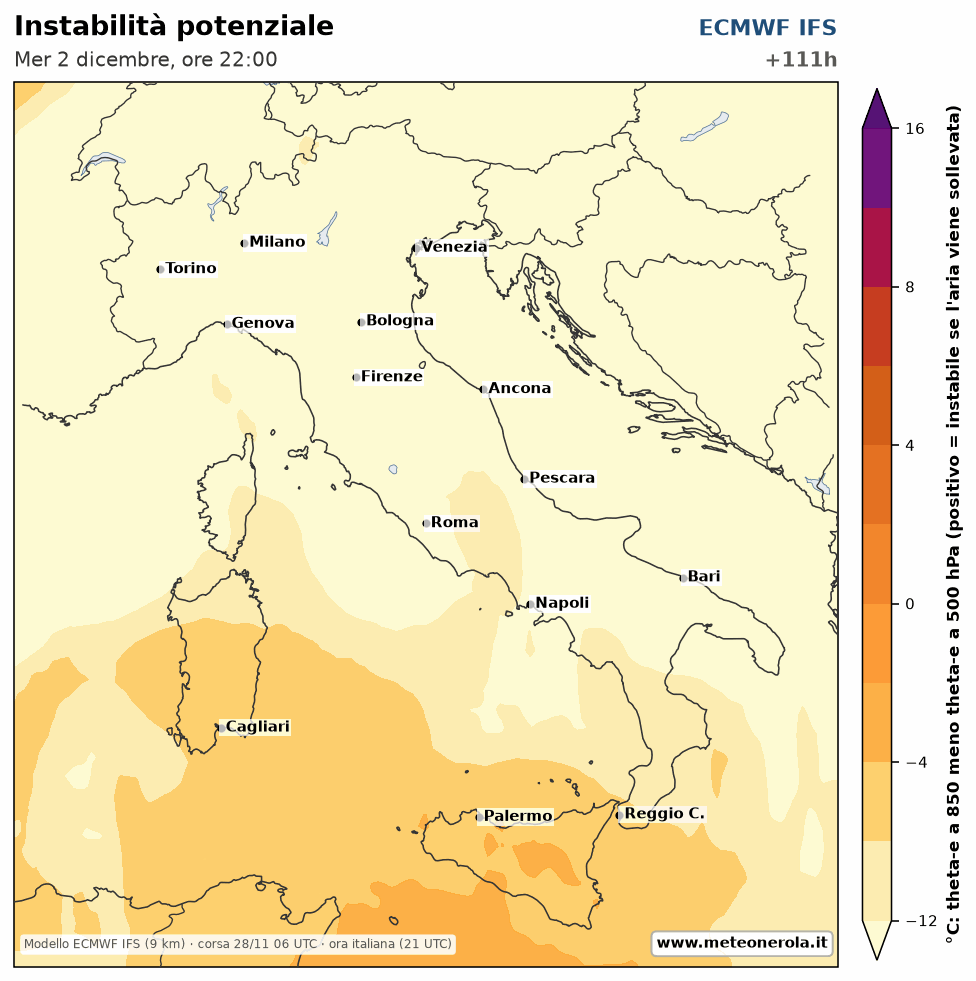 Instabilità potenziale
ECMWF IFS
Mer 2 dicembre, ore 22:00
+111h
Milano
Venezia
Torino
Genova
Bologna
Firenze
Ancona
Pescara
Roma
Bari
Napoli
Cagliari
Palermo
Reggio C.
16
8
4
0
−4
−12
°C: theta-e a 850 meno theta-e a 500 hPa (positivo = instabile se l'aria viene sollevata)
Modello ECMWF IFS (9 km) · corsa 28/11 06 UTC · ora italiana (21 UTC)
www.meteonerola.it